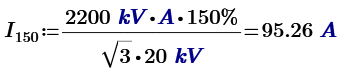 I₁₅₀ := (2200 kV • A • 150%) / (√3 • 20 kV) = 95.26 A